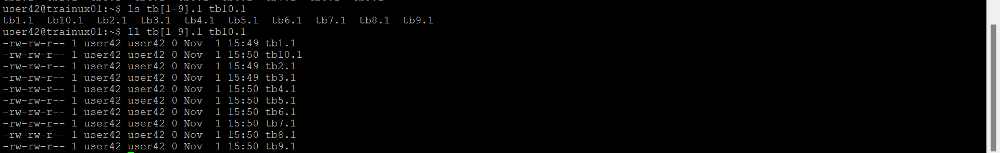 user42@trainux01:~$ ls tb[1-9].1 tb10.1
tb1.1  tb10.1  tb2.1  tb3.1  tb4.1  tb5.1  tb6.1  tb7.1  tb8.1  tb9.1
user42@trainux01:~$ ll tb[1-9].1 tb10.1
-rw-rw-r-- 1 user42 user42 0 Nov  1 15:49 tb1.1
-rw-rw-r-- 1 user42 user42 0 Nov  1 15:50 tb10.1
-rw-rw-r-- 1 user42 user42 0 Nov  1 15:49 tb2.1
-rw-rw-r-- 1 user42 user42 0 Nov  1 15:49 tb3.1
-rw-rw-r-- 1 user42 user42 0 Nov  1 15:50 tb4.1
-rw-rw-r-- 1 user42 user42 0 Nov  1 15:50 tb5.1
-rw-rw-r-- 1 user42 user42 0 Nov  1 15:50 tb6.1
-rw-rw-r-- 1 user42 user42 0 Nov  1 15:50 tb7.1
-rw-rw-r-- 1 user42 user42 0 Nov  1 15:50 tb8.1
-rw-rw-r-- 1 user42 user42 0 Nov  1 15:50 tb9.1